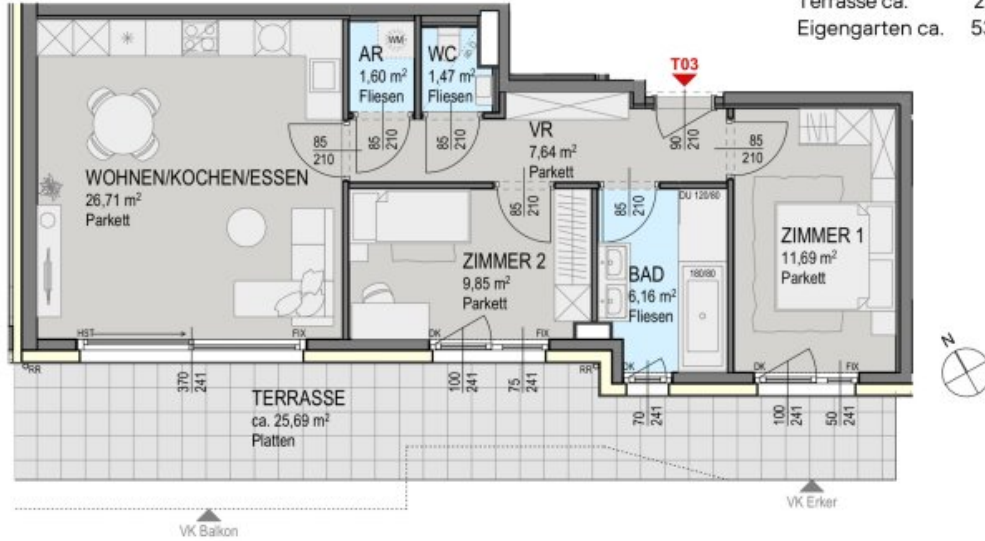 Terrasse ca. 2
Eigengarten ca. 53
T03
AR
1,60 m²
Fliesen
WM
WC
1,47 m²
Fliesen
VR
7,64 m²
Parkett
85
210
85
210
85
210
90
210
85
210
WOHNEN/KOCHEN/ESSEN
26,71 m²
Parkett
ZIMMER 2
9,85 m²
Parkett
85
210
85
210
DU 120/80
BAD
6,16 m²
Fliesen
180/80
ZIMMER 1
11,69 m²
Parkett
HST
FIX
DK
DK
DK
FIX
RR
RR
370
241
100
241
75
241
70
241
100
241
50
241
TERRASSE
ca. 25,69 m²
Platten
N
VK Balkon
VK Erker